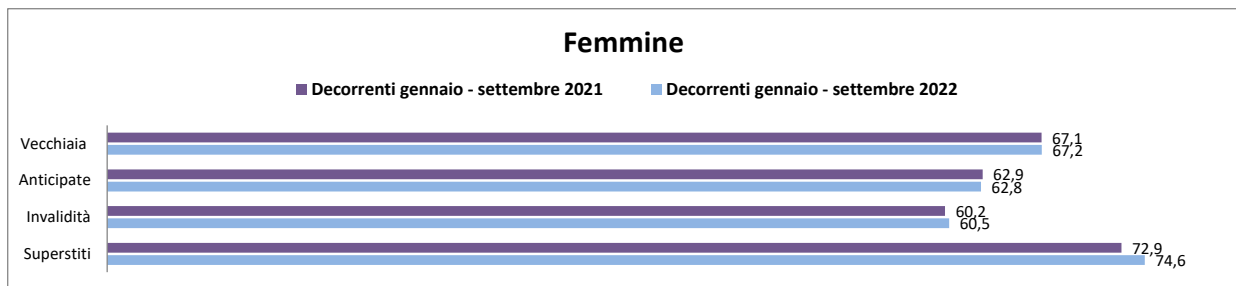 Femmine
Decorrenti gennaio - settembre 2021 Decorrenti gennaio - settembre 2022
Vecchiaia 67,1
67,2
Anticipate 62,9
62,8
Invalidità 60,2
60,5
Superstiti 72,9
74,6